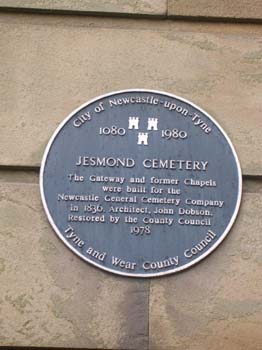 City of Newcastle-upon-Tyne
1080 1980
JESMOND CEMETERY
The Gateway and former Chapels
were built for the
Newcastle General Cemetery Company
in 1836. Architect, John Dobson.
Restored by the County Council
1978
Tyne and Wear County Council